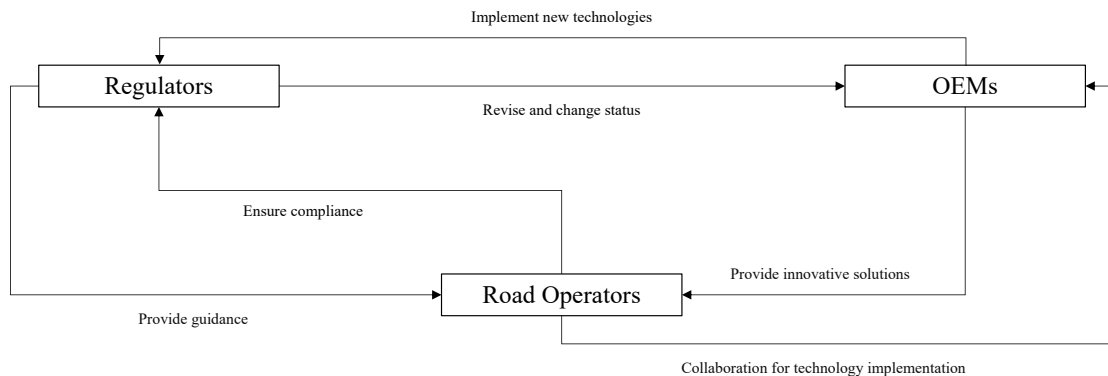 Implement new technologies
Regulators
OEMs
Revise and change status
Ensure compliance
Provide innovative solutions
Road Operators
Provide guidance
Collaboration for technology implementation